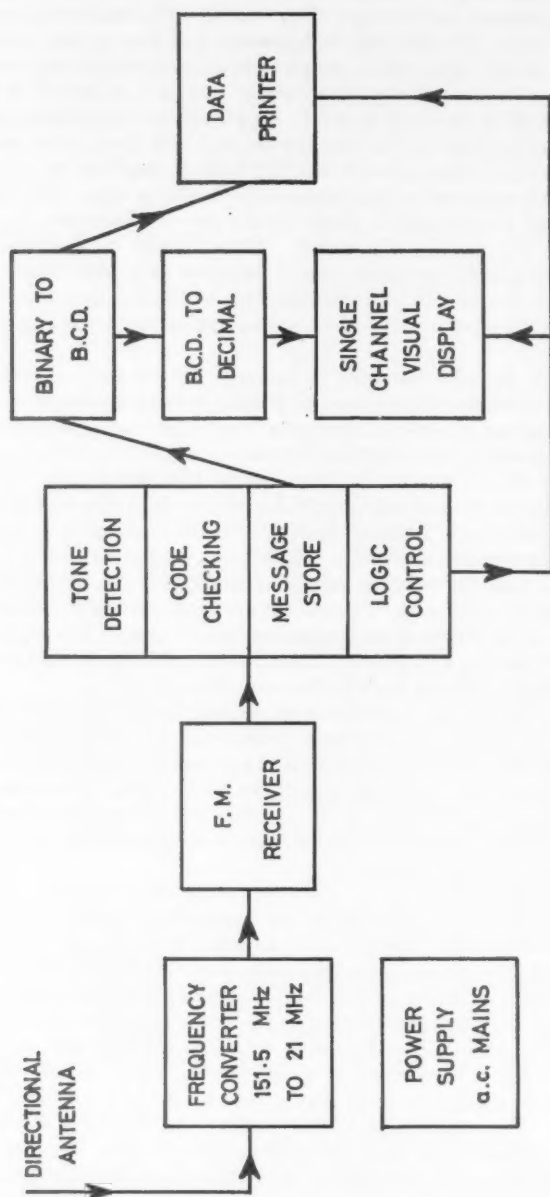 DIRECTIONAL
ANTENNA
FREQUENCY
CONVERTER
151·5 MHz
TO 21 MHz
POWER
SUPPLY
a.c. MAINS
F. M.
RECEIVER
TONE
DETECTION
CODE
CHECKING
MESSAGE
STORE
LOGIC
CONTROL
BINARY TO
B.C.D.
B.C.D. TO
DECIMAL
SINGLE
CHANNEL
VISUAL
DISPLAY
DATA
PRINTER